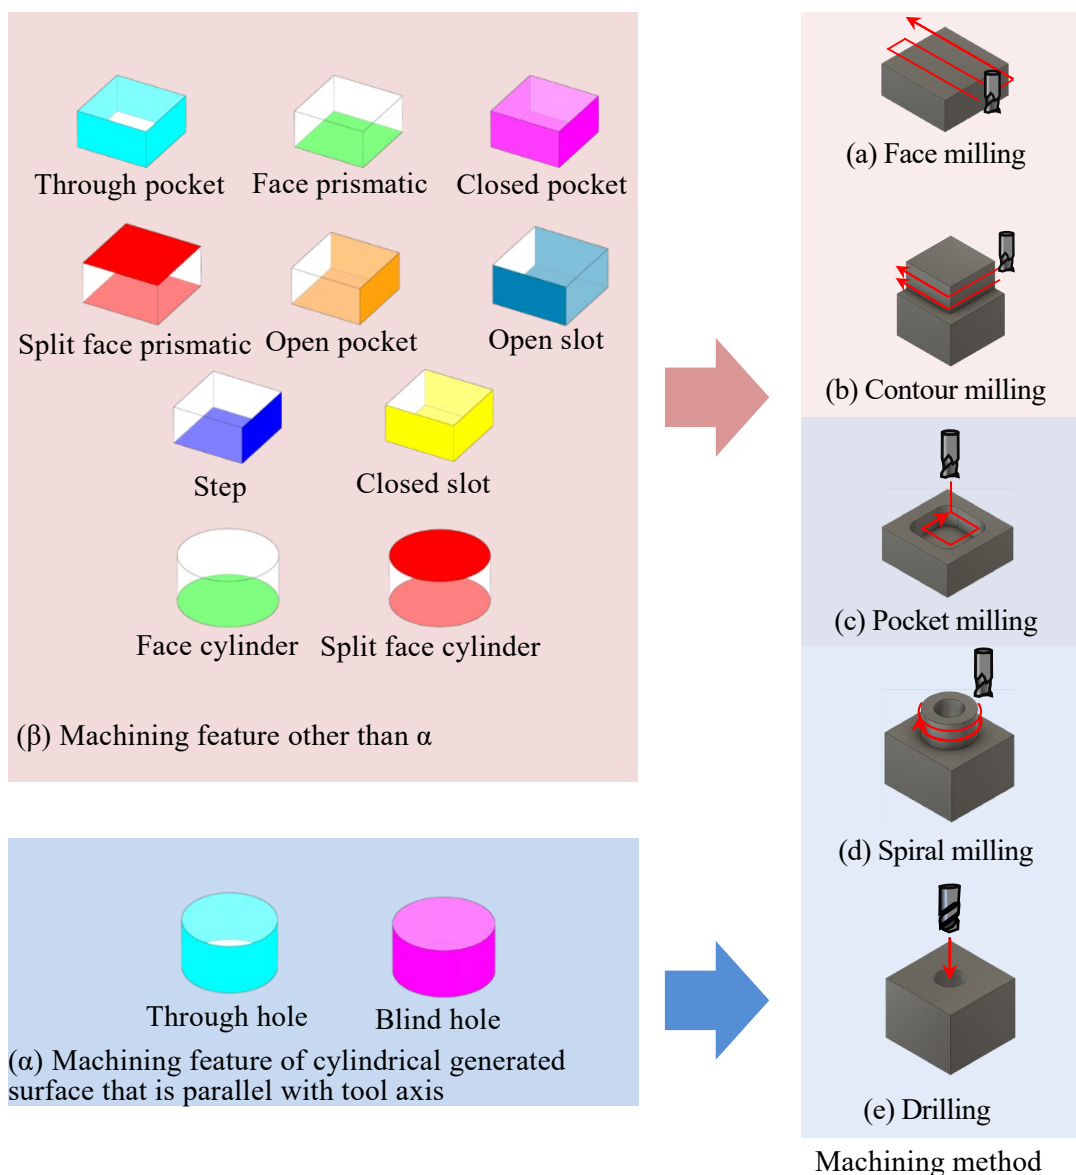 Through pocket
Face prismatic
Closed pocket
Split face prismatic
Open pocket
Open slot
Step
Closed slot
Face cylinder
Split face cylinder
(β) Machining feature other than α
Through hole
Blind hole
(α) Machining feature of cylindrical generated
surface that is parallel with tool axis
(a) Face milling
(b) Contour milling
(c) Pocket milling
(d) Spiral milling
(e) Drilling
Machining method